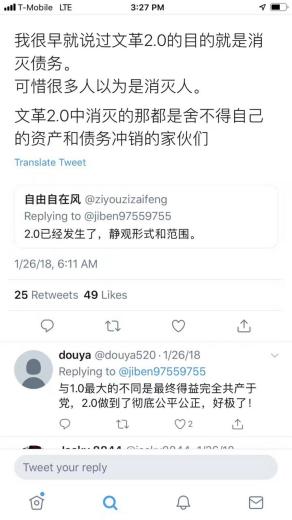 T-Mobile LTE
3:27 PM
我很早就说过文革2.0的目的就是消
灭债务。
可惜很多人以为是消灭人。
文革2.0中消灭的那都是舍不得自己
的资产和债务冲销的家伙们
Translate Tweet
自由自在风 @ziyouzizaifeng
Replying to @jiben97559755
2.0已经发生了，静观形式和范围。
1/26/18, 6:11 AM
25 Retweets 49 Likes
douya @douya520 · 1/26/18
Replying to @jiben97559755
与1.0最大的不同是最终得益完全共产于
党，2.0做到了彻底公平公正，好极了！
2
Tweet your reply